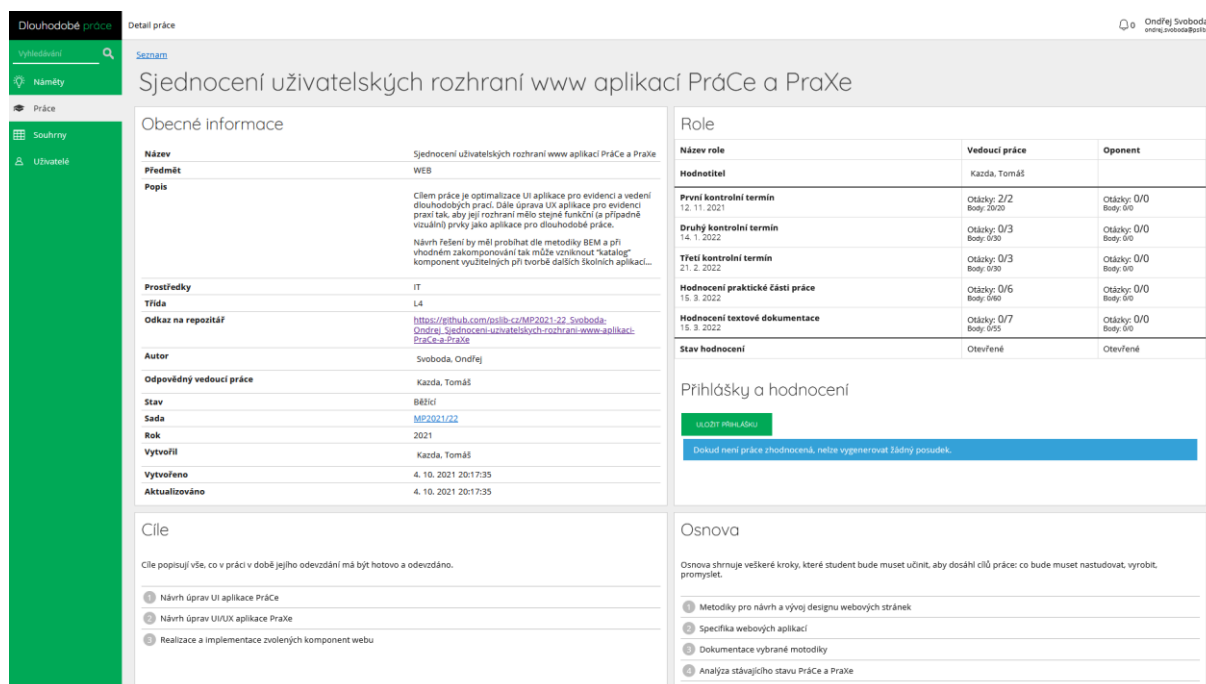 Dlouhodobé práce
Detail práce
0
Ondřej Svoboda
ondrej.svoboda@pslib
Vyhledávání
Náměty
Práce
Souhrny
Uživatelé
Seznam
Sjednocení uživatelských rozhraní www aplikací PráCe a PraXe
Obecné informace
Název Sjednocení uživatelských rozhraní www aplikací PráCe a PraXe
Předmět WEB
Popis
Cílem práce je optimalizace UI aplikace pro evidenci a vedení
dlouhodobých prací. Dále úprava UX aplikace pro evidenci
praxí tak, aby její rozhraní mělo stejné funkční (a případně
vizuální) prvky jako aplikace pro dlouhodobé práce.
Návrh řešení by měl probíhat dle metodiky BEM a při
vhodném zakomponování tak může vzniknout "katalog"
komponent využitelných při tvorbě dalších školních aplikací...
Prostředky IT
Třída L4
Odkaz na repozitář https://github.com/pslib-cz/MP2021-22_Svoboda-
Ondrej_Sjednoceni-uzivatelskych-rozhrani-www-aplikaci-
PraCe-a-PraXe
Autor Svoboda, Ondřej
Odpovědný vedoucí práce Kazda, Tomáš
Stav Běžící
Sada MP2021/22
Rok 2021
Vytvořil Kazda, Tomáš
Vytvořeno 4. 10. 2021 20:17:35
Aktualizováno 4. 10. 2021 20:17:35
Role
Název role Vedoucí práce Oponent
Hodnotitel Kazda, Tomáš
První kontrolní termín Otázky: 2/2 Otázky: 0/0
12. 11. 2021 Body: 20/20 Body: 0/0
Druhý kontrolní termín Otázky: 0/3 Otázky: 0/0
14. 1. 2022 Body: 0/30 Body: 0/0
Třetí kontrolní termín Otázky: 0/3 Otázky: 0/0
21. 2. 2022 Body: 0/30 Body: 0/0
Hodnocení praktické části práce Otázky: 0/6 Otázky: 0/0
15. 3. 2022 Body: 0/60 Body: 0/0
Hodnocení textové dokumentace Otázky: 0/7 Otázky: 0/0
15. 3. 2022 Body: 0/55 Body: 0/0
Stav hodnocení Otevřené Otevřené
Přihlášky a hodnocení
ULOŽIT PŘIHLÁŠKU
Dokud není práce zhodnocená, nelze vygenerovat žádný posudek.
Cíle
Cíle popisují vše, co v práci v době jejího odevzdání má být hotovo a odevzdáno.
1 Návrh úprav UI aplikace PráCe
2 Návrh úprav UI/UX aplikace PraXe
3 Realizace a implementace zvolených komponent webu
Osnova
Osnova shrnuje veškeré kroky, které student bude muset učinit, aby dosáhl cílů práce: co bude muset nastudovat, vyrobit,
promyslet.
1 Metodiky pro návrh a vývoj designu webových stránek
2 Specifika webových aplikací
3 Dokumentace vybrané motodiky
4 Analýza stávajícího stavu PráCe a PraXe